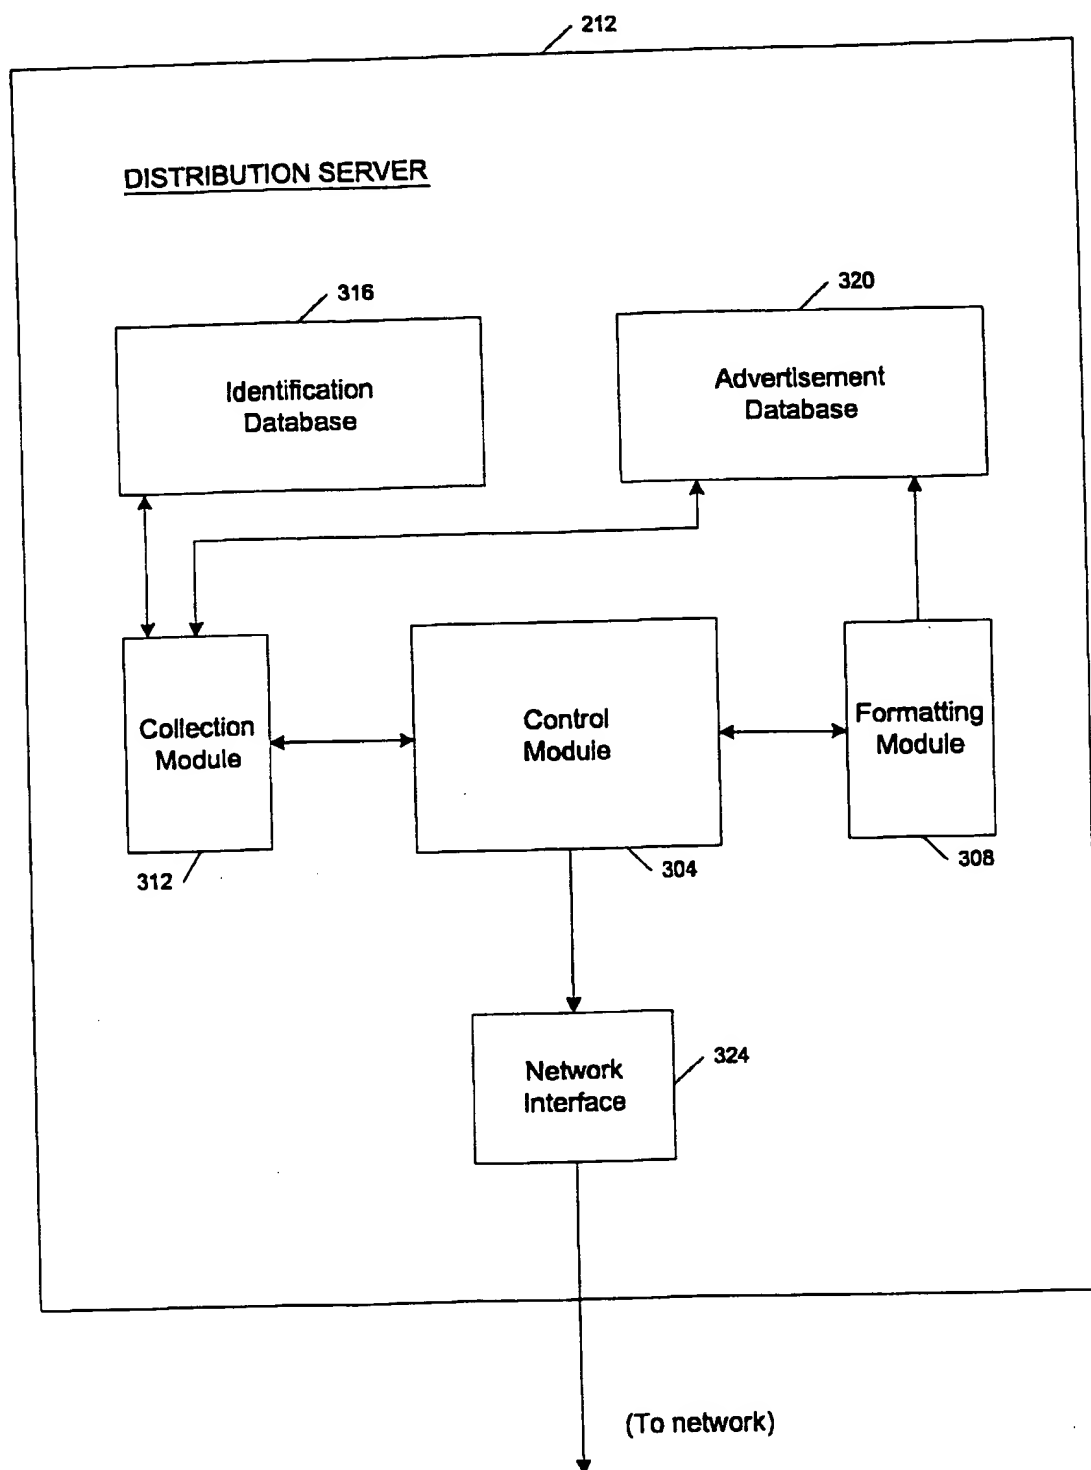 212
DISTRIBUTION SERVER
316
320
Identification
Database
Advertisement
Database
Collection
Module
Control
Module
Formatting
Module
312
304
308
324
Network
Interface
(To network)